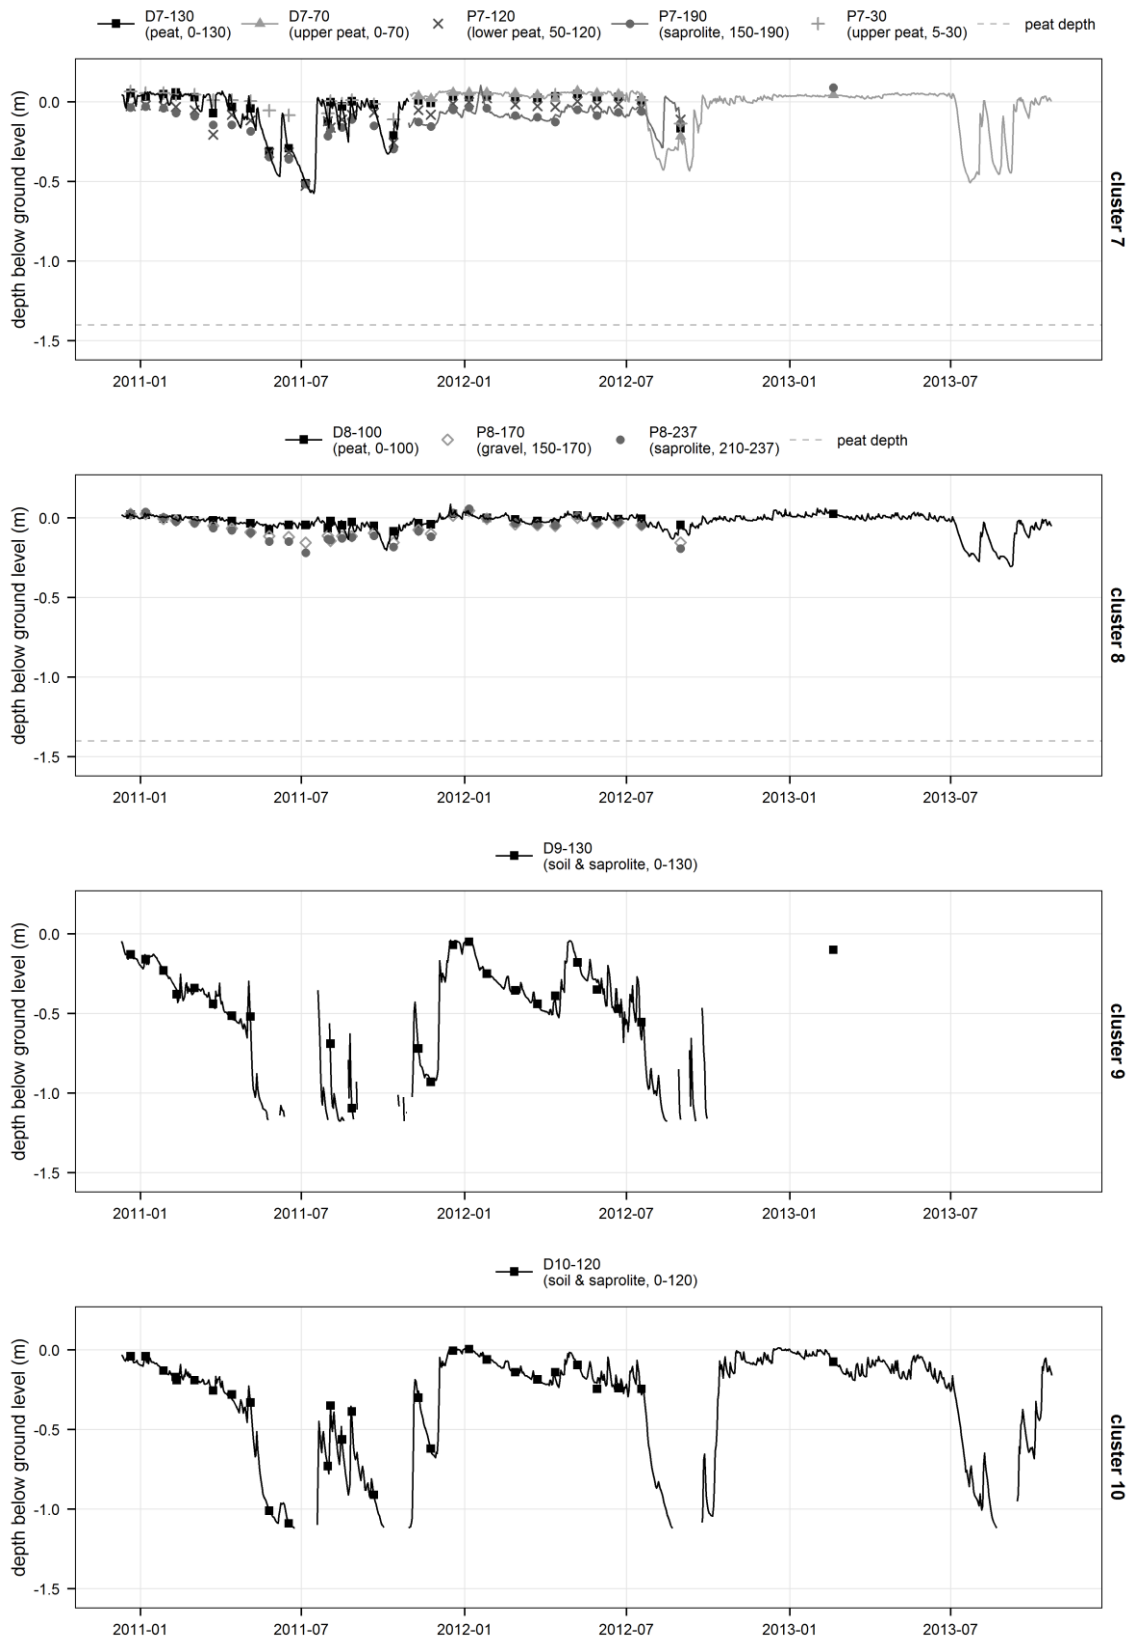 D7-130 D7-70 P7-120 P7-190 P7-30 peat depth
(peat, 0-130) (upper peat, 0-70) (lower peat, 50-120) (saprolite, 150-190) (upper peat, 5-30)
0.0
-0.5
-1.0
-1.5
depth below ground level (m)
cluster 7
2011-01 2011-07 2012-01 2012-07 2013-01 2013-07
D8-100 P8-170 P8-237 peat depth
(peat, 0-100) (gravel, 150-170) (saprolite, 210-237)
0.0
-0.5
-1.0
-1.5
depth below ground level (m)
cluster 8
2011-01 2011-07 2012-01 2012-07 2013-01 2013-07
D9-130
(soil & saprolite, 0-130)
0.0
-0.5
-1.0
-1.5
depth below ground level (m)
cluster 9
2011-01 2011-07 2012-01 2012-07 2013-01 2013-07
D10-120
(soil & saprolite, 0-120)
0.0
-0.5
-1.0
-1.5
depth below ground level (m)
cluster 10
2011-01 2011-07 2012-01 2012-07 2013-01 2013-07